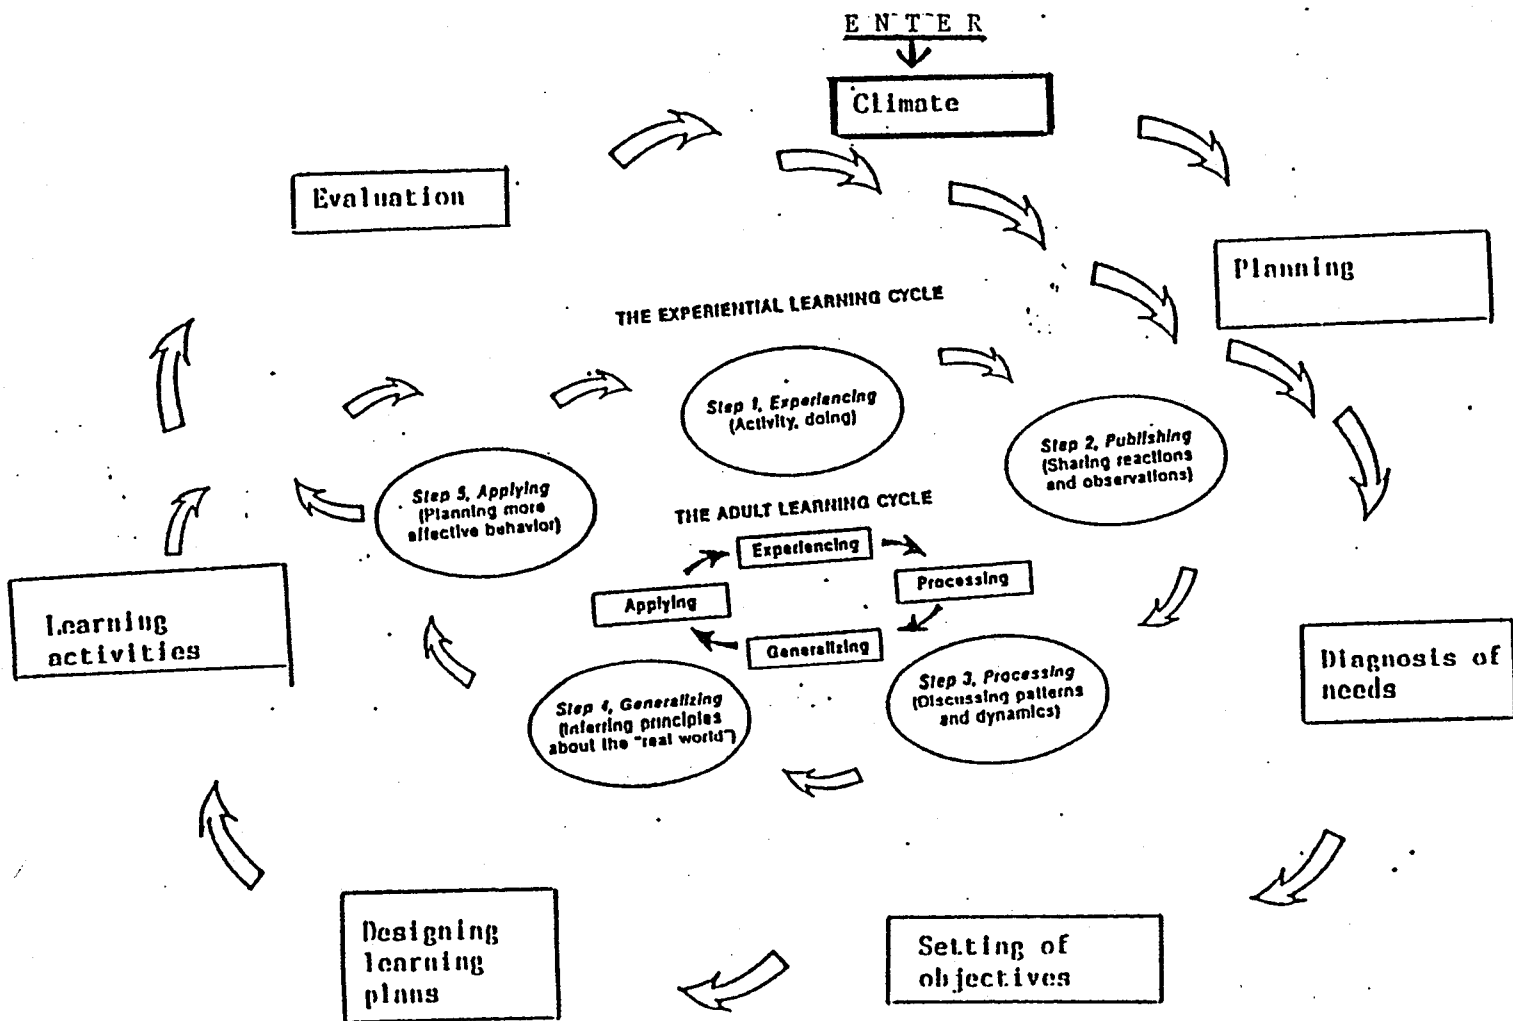 E N T E R
Climate
Evaluation
Planning
THE EXPERIENTIAL LEARNING CYCLE
Step 1, Experiencing
(Activity, doing)
Step 2, Publishing
(Sharing reactions
and observations)
Step 5, Applying
(Planning more
effective behavior)
THE ADULT LEARNING CYCLE
Experiencing
Processing
Applying
Generalizing
Learning
activities
Diagnosis of
needs
Step 3, Processing
(Discussing patterns
and dynamics)
Step 4, Generalizing
(Inferring principles
about the "real world")
Designing
learning
plans
Setting of
objectives